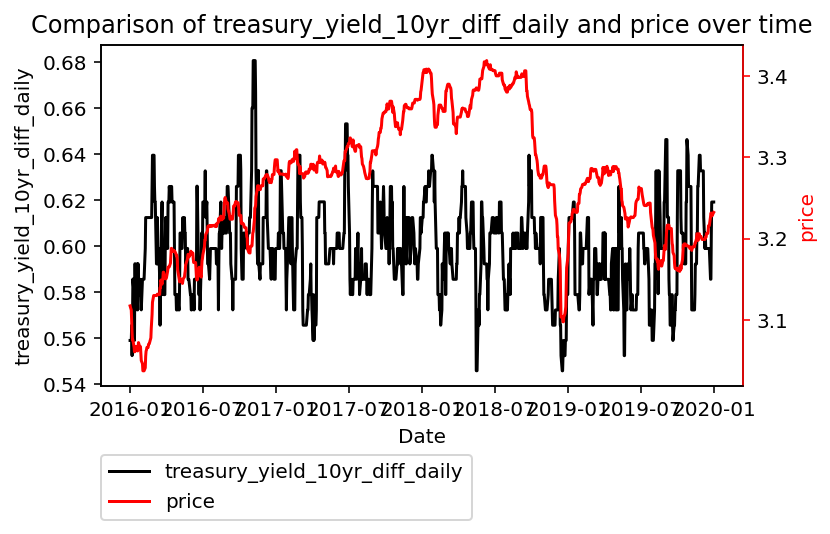 Comparison of treasury_yield_10yr_diff_daily and price over time
treasury_yield_10yr_diff_daily
0.68
0.66
0.64
0.62
0.60
0.58
0.56
0.54
3.4
3.3
3.2
3.1
price
2016-01 2016-07 2017-01 2017-07 2018-01 2018-07 2019-01 2019-07 2020-01
Date
treasury_yield_10yr_diff_daily
price